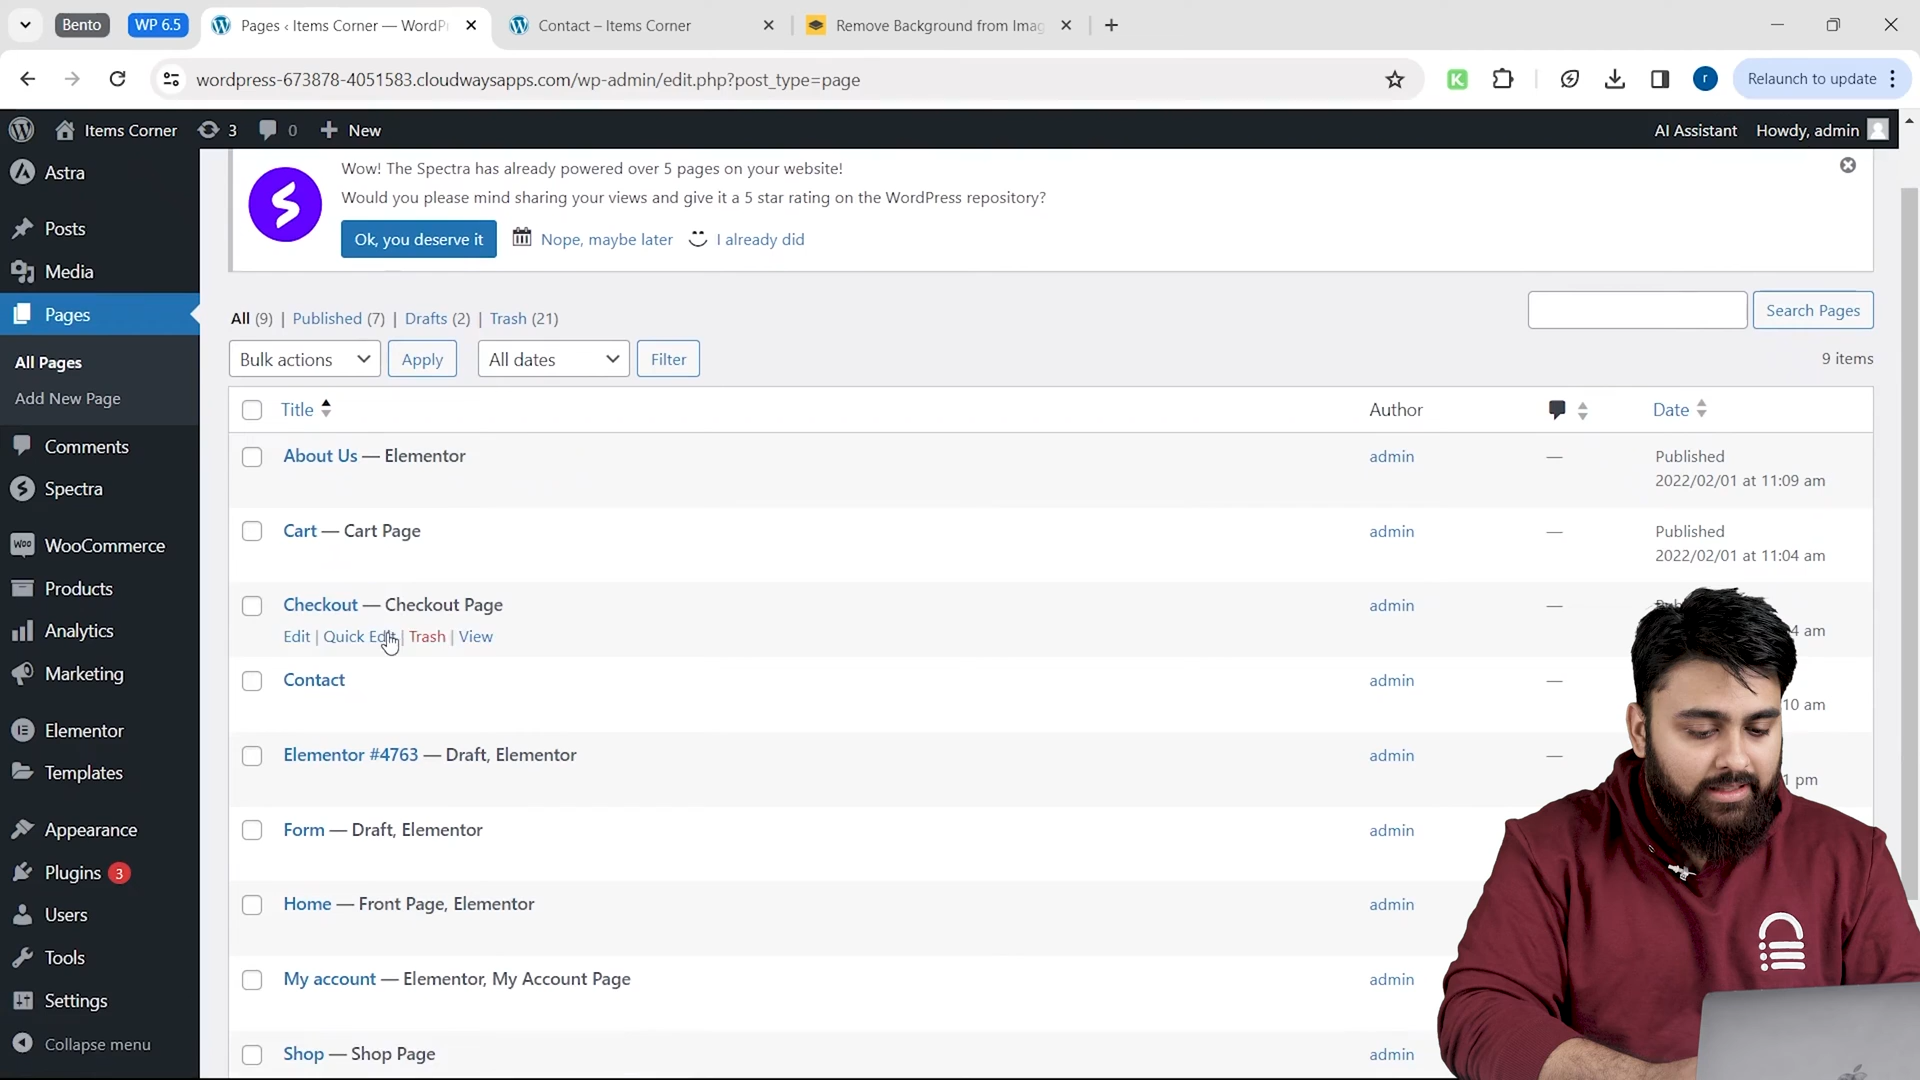 Bento WP 6.5 Pages ‹ Items Corner — WordPr Contact – Items Corner Remove Background from Imag
wordpress-673878-4051583.cloudwaysapps.com/wp-admin/edit.php?post_type=page r Relaunch to update
Items Corner 3 0 New AI Assistant Howdy, admin
Astra
Posts
Media
Pages
All Pages
Add New Page
Comments
Spectra
WooCommerce
Products
Analytics
Marketing
Elementor
Templates
Appearance
Plugins 3
Users
Tools
Settings
Collapse menu
Wow! The Spectra has already powered over 5 pages on your website!
Would you please mind sharing your views and give it a 5 star rating on the WordPress repository?
Ok, you deserve it Nope, maybe later I already did
All (9) | Published (7) | Drafts (2) | Trash (21) Search Pages
Bulk actions Apply All dates Filter 9 items
Title Author Date
About Us — Elementor admin — Published
2022/02/01 at 11:09 am
Cart — Cart Page admin — Published
2022/02/01 at 11:04 am
Checkout — Checkout Page admin —
Edit | Quick Edit | Trash | View 4 am
Contact admin —
10 am
Elementor #4763 — Draft, Elementor admin —
1 pm
Form — Draft, Elementor admin
Home — Front Page, Elementor admin
My account — Elementor, My Account Page admin
Shop — Shop Page admin